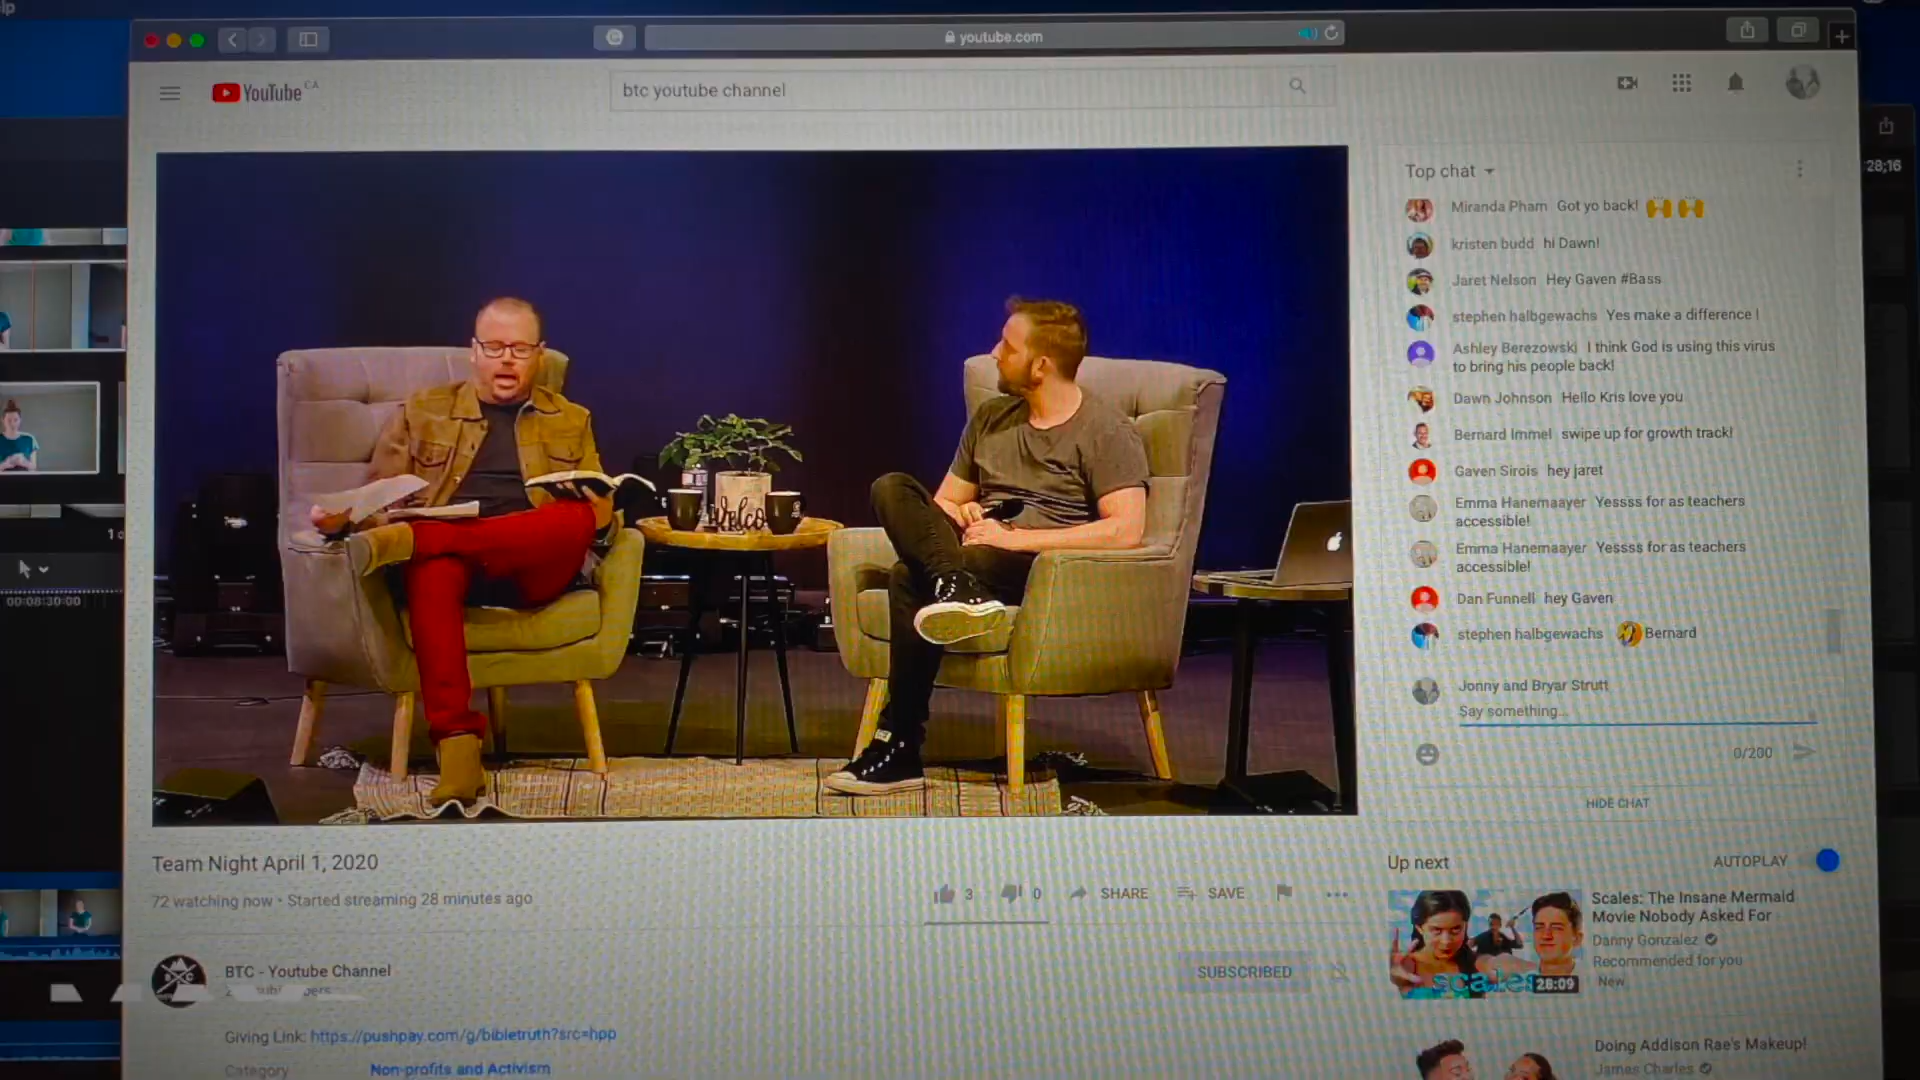 lp
youtube.com
YouTube CA
btc youtube channel
28;16
Top chat
Miranda Pham Got yo back!
kristen budd hi Dawn!
Jaret Nelson Hey Gaven #Bass
stephen halbgewachs Yes make a difference !
Ashley Berezowski I think God is using this virus
to bring his people back!
Dawn Johnson Hello Kris love you
Bernard Immel swipe up for growth track!
Gaven Sirois hey jaret
Emma Hanemaayer Yessss for as teachers
accessible!
Emma Hanemaayer Yessss for as teachers
accessible!
Dan Funnell hey Gaven
stephen halbgewachs Bernard
Jonny and Bryar Strutt
Say something...
0/200
HIDE CHAT
Welco
00:08:30:00
Team Night April 1, 2020
72 watching now • Started streaming 28 minutes ago
3
0
SHARE
SAVE
BTC - Youtube Channel
SUBSCRIBED
Giving Link: https://pushpay.com/g/bibletruth?src=hpp
Category Non-profits and Activism
Up next
AUTOPLAY
Scales: The Insane Mermaid
Movie Nobody Asked For
Danny Gonzalez
Recommended for you
New
scales
28:09
Doing Addison Rae's Makeup!
James Charles